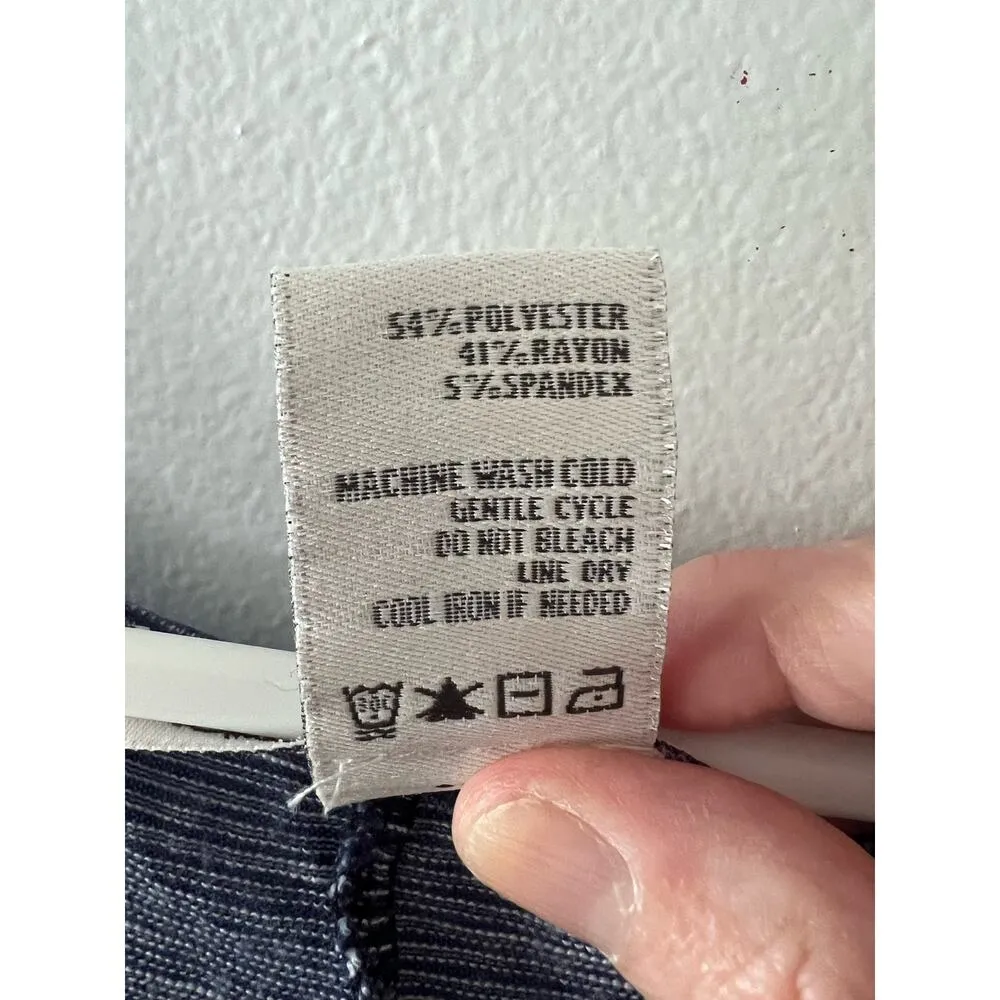 54%POLYESTER
41%RAYON
5%SPANDEX
MACHINE WASH COLD
GENTLE CYCLE
DO NOT BLEACH
LINE DRY
COOL IRON IF NEEDED
30C